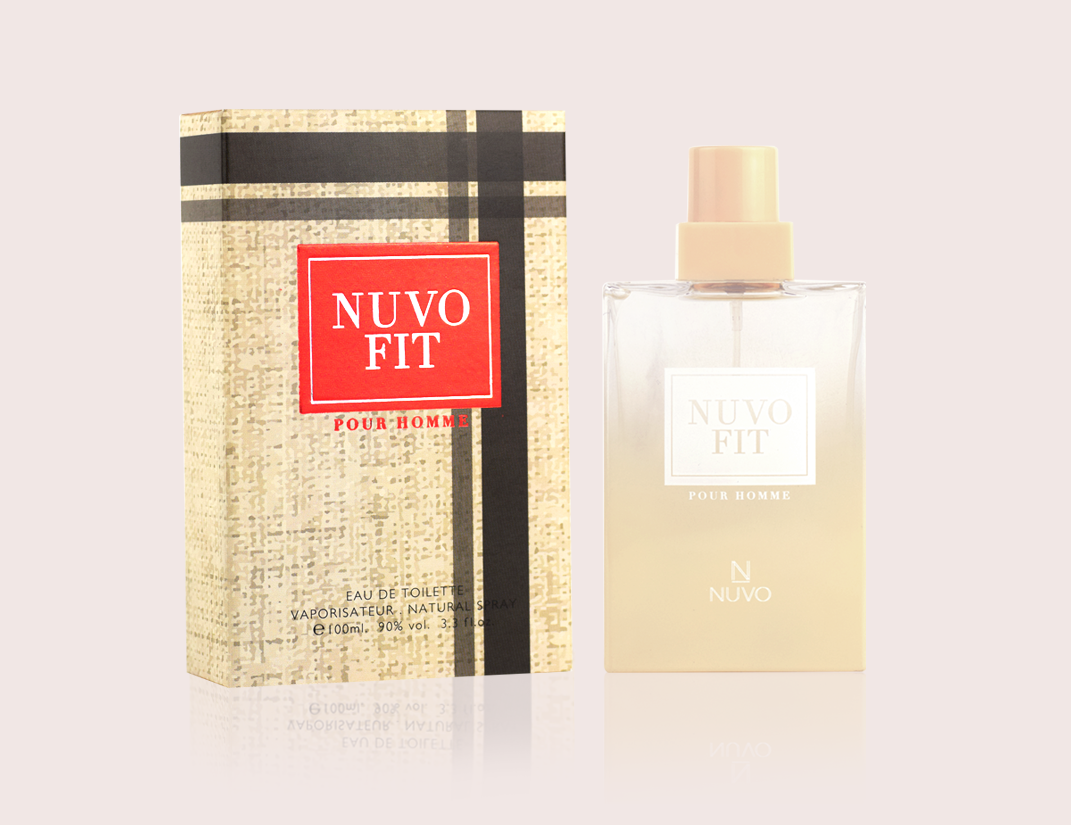 NUVO
FIT
POUR HOMME
EAU DE TOILETTE
VAPORISATEUR . NATURAL SPRAY
e100ml. 90% vol. 3.3 fl.oz.
NUVO
FIT
POUR HOMME
N
NUVO